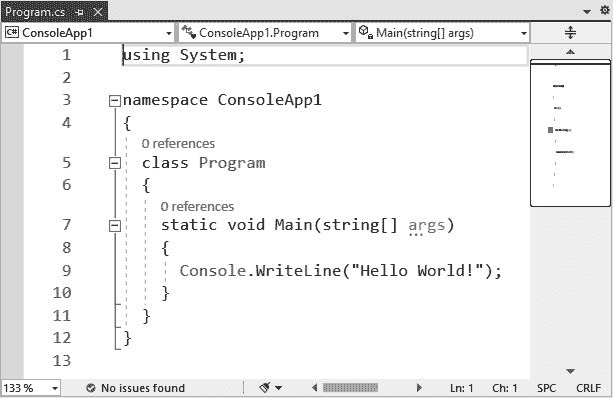 Program.cs
ConsoleApp1 ConsoleApp1.Program Main(string[] args)
1 using System;
2
3 namespace ConsoleApp1
4 {
0 references
5 class Program
6 {
0 references
7 static void Main(string[] args)
8 {
9 Console.WriteLine("Hello World!");
10 }
11 }
12 }
13
133 % No issues found Ln: 1 Ch: 1 SPC CRLF